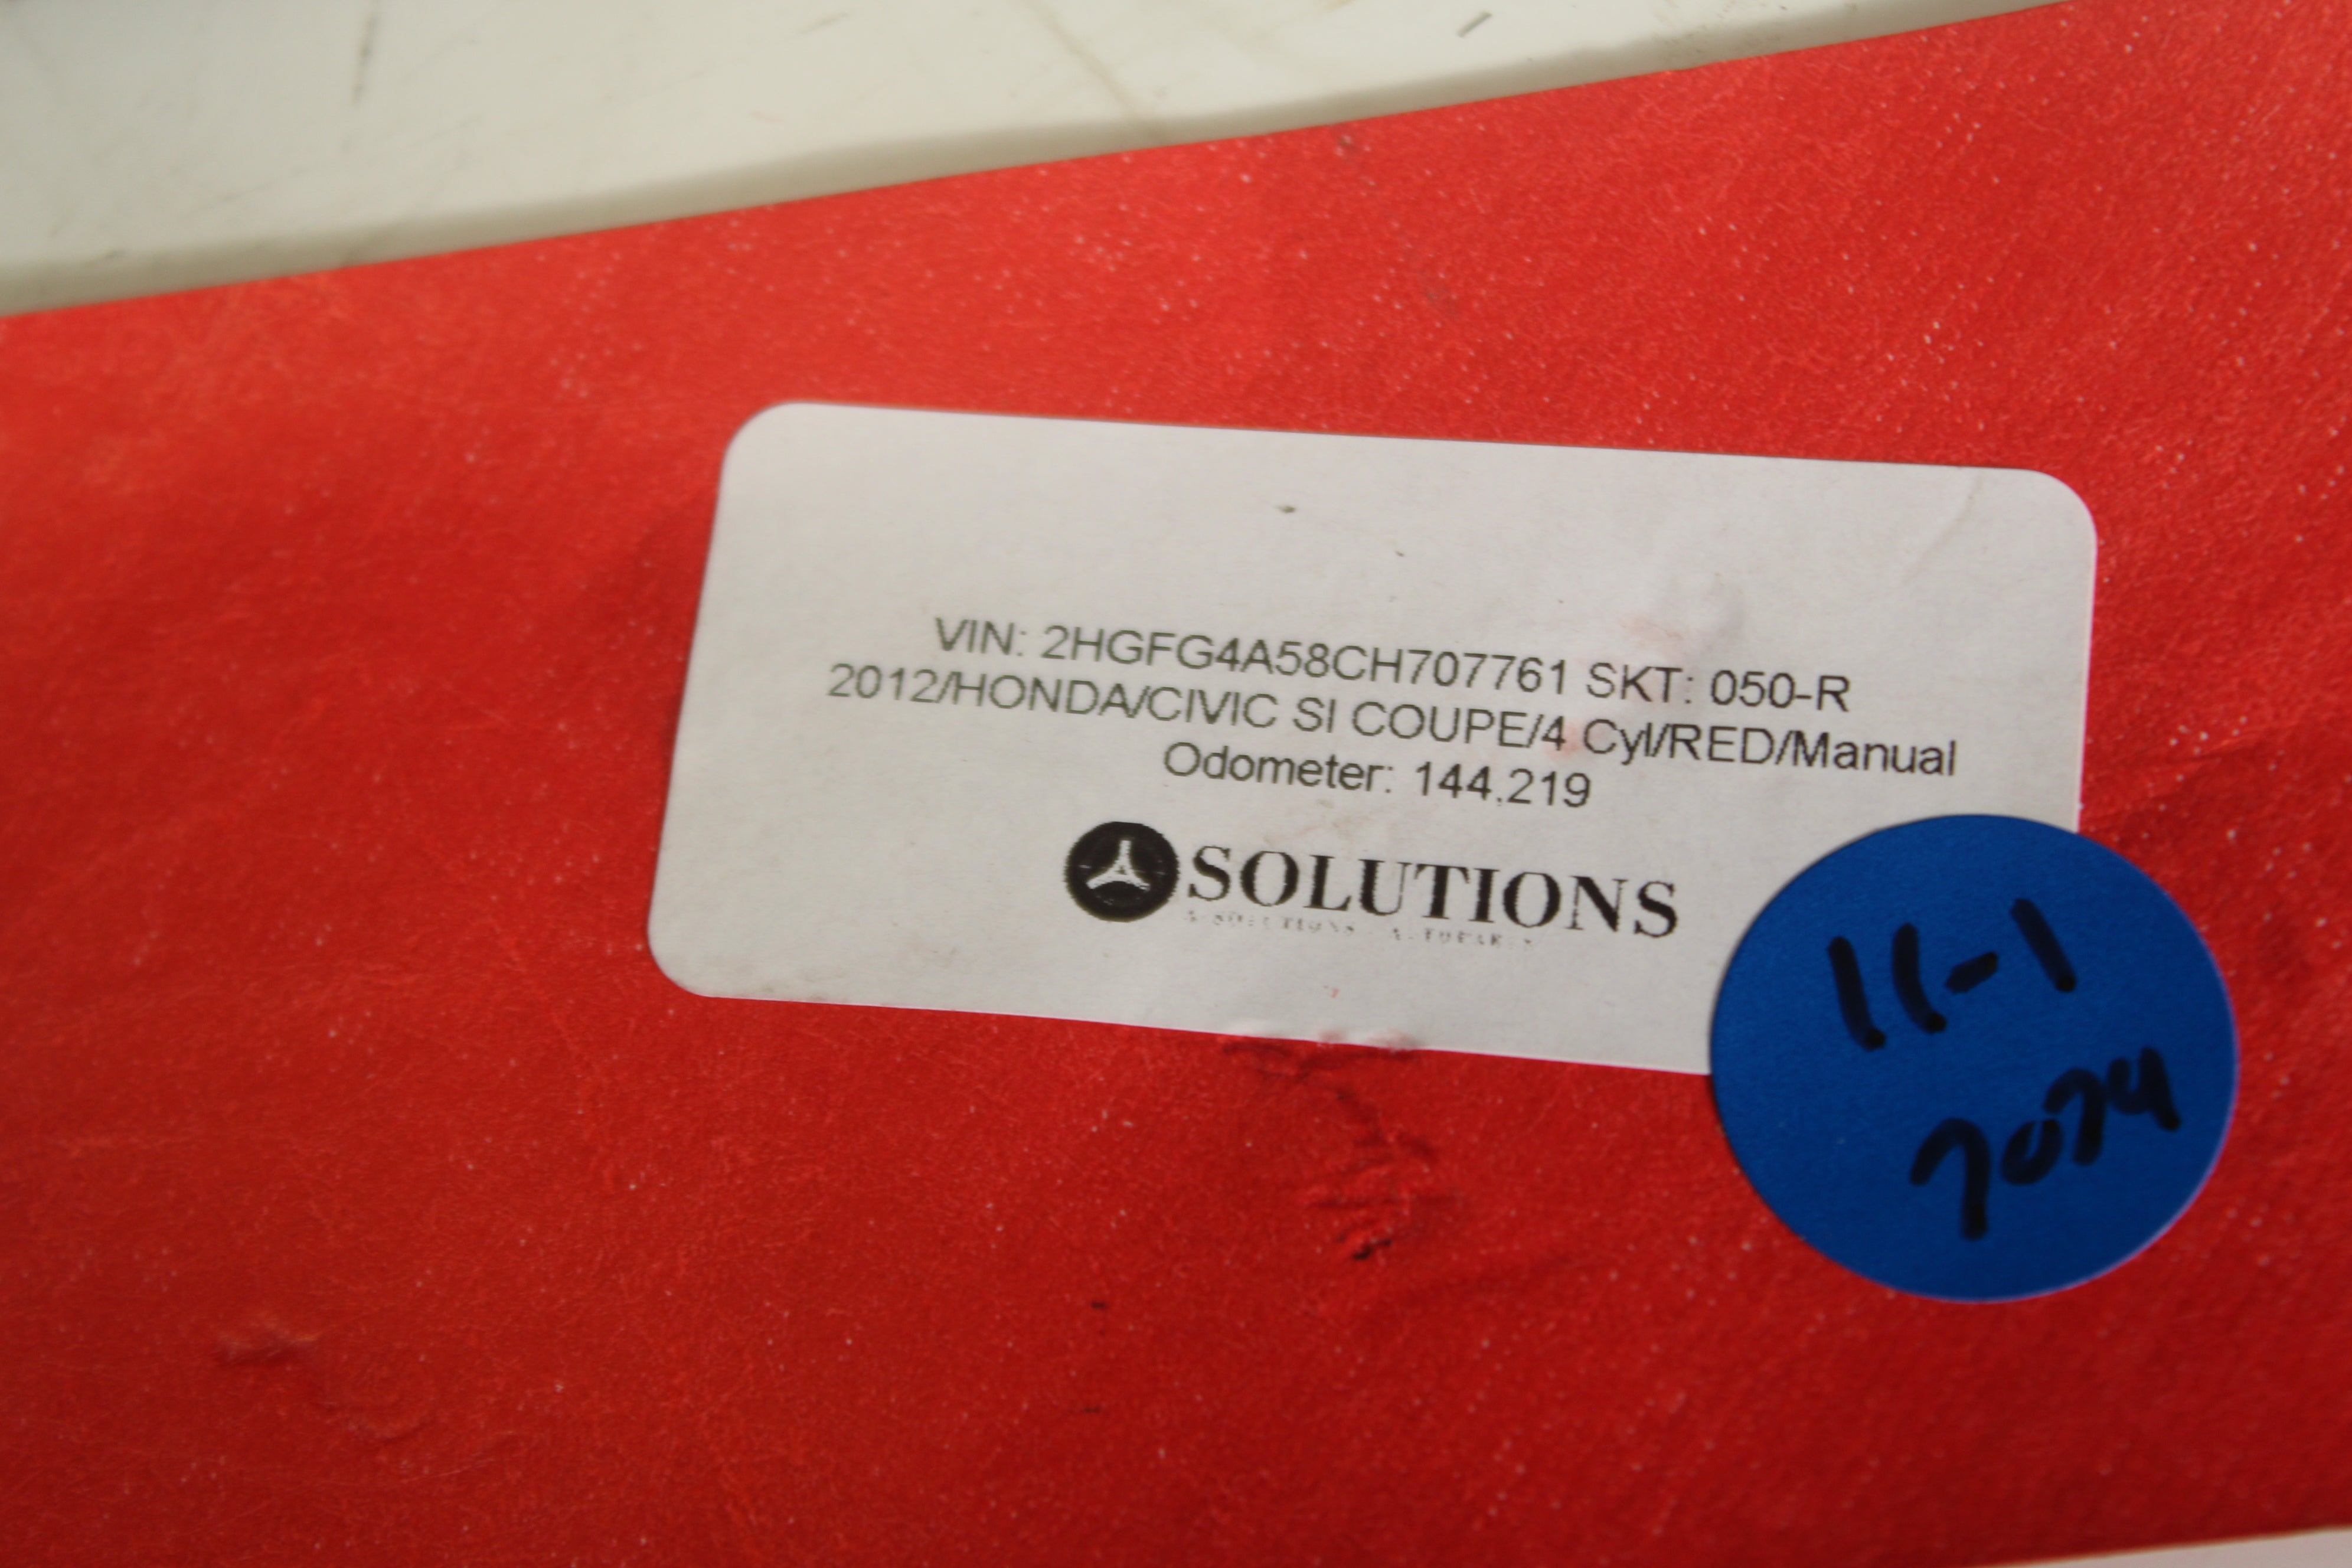 VIN: 2HGFG4A58CH707761 SKT: 050-R
2012/HONDA/CIVIC SI COUPE/4 Cyl/RED/Manual
Odometer: 144,219
SOLUTIONS
11-1
2024